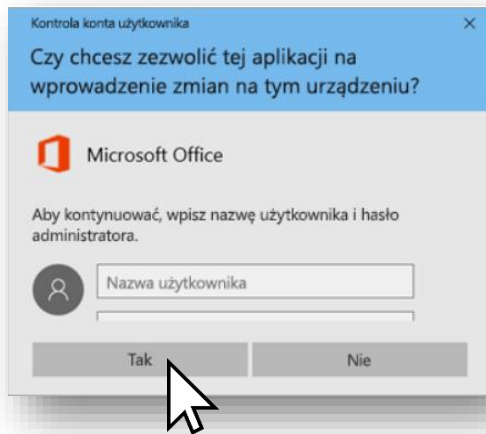 Kontrola konta użytkownika
Czy chcesz zezwolić tej aplikacji na
wprowadzenie zmian na tym urządzeniu?
Microsoft Office
Aby kontynuować, wpisz nazwę użytkownika i hasło
administratora.
Nazwa użytkownika
Tak Nie